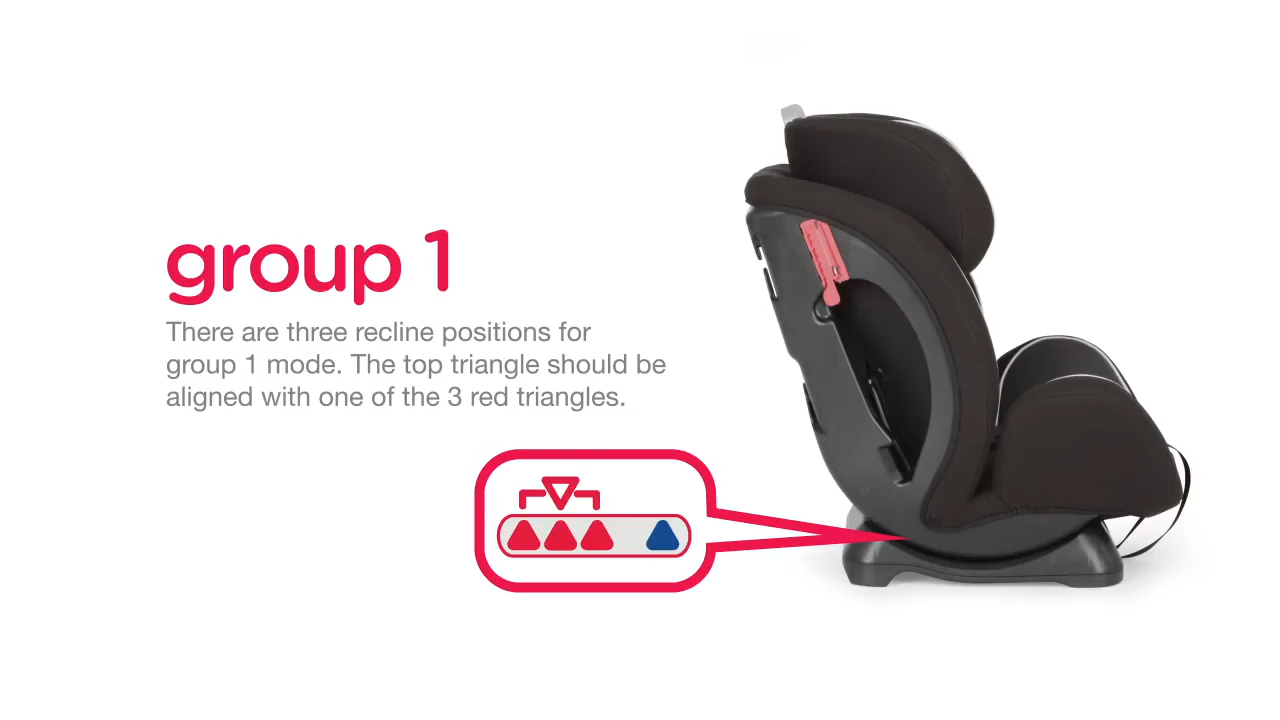 group 1
There are three recline positions for
group 1 mode. The top triangle should be
aligned with one of the 3 red triangles.